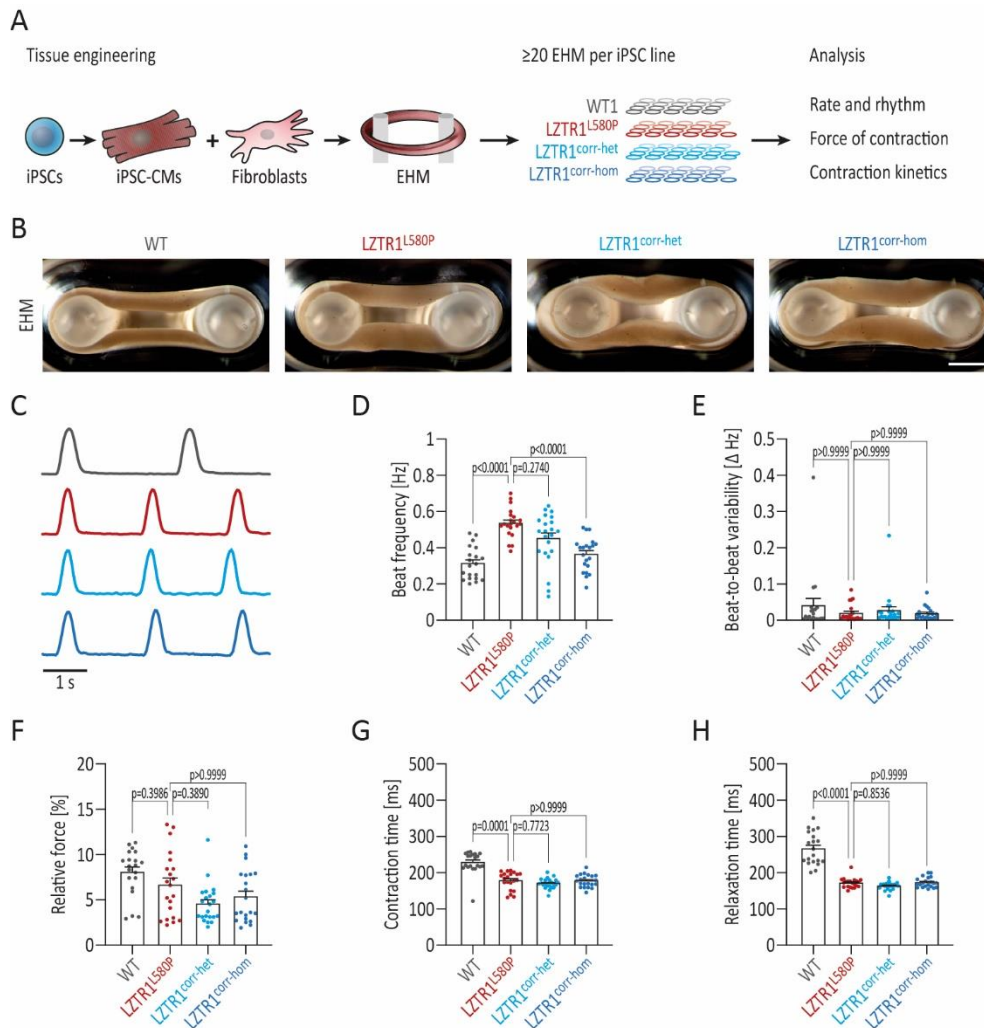 A
Tissue engineering
≥20 EHM per iPSC line
Analysis
iPSCs
iPSC-CMs
+
Fibroblasts
EHM
WT1
LZTR1L580P
LZTR1corr-het
LZTR1corr-hom
Rate and rhythm
Force of contraction
Contraction kinetics
B
WT
LZTR1L580P
LZTR1corr-het
LZTR1corr-hom
EHM
C
1 s
D
Beat frequency [Hz]
1
0.8
0.6
0.4
0.2
0
p<0.0001
p<0.0001
p=0.2740
WT
LZTR1L580P
LZTR1corr-het
LZTR1corr-hom
E
Beat-to-beat variability [Δ Hz]
0.5
0.4
0.3
0.2
0.1
0
p>0.9999
p>0.9999
p>0.9999
WT
LZTR1L580P
LZTR1corr-het
LZTR1corr-hom
F
Relative force [%]
20
15
10
5
0
p>0.9999
p=0.3986
p=0.3890
WT
LZTR1L580P
LZTR1corr-het
LZTR1corr-hom
G
Contraction time [ms]
500
400
300
200
100
0
p>0.9999
p=0.0001
p=0.7723
WT
LZTR1L580P
LZTR1corr-het
LZTR1corr-hom
H
Relaxation time [ms]
500
400
300
200
100
0
p>0.9999
p<0.0001
p=0.8536
WT
LZTR1L580P
LZTR1corr-het
LZTR1corr-hom